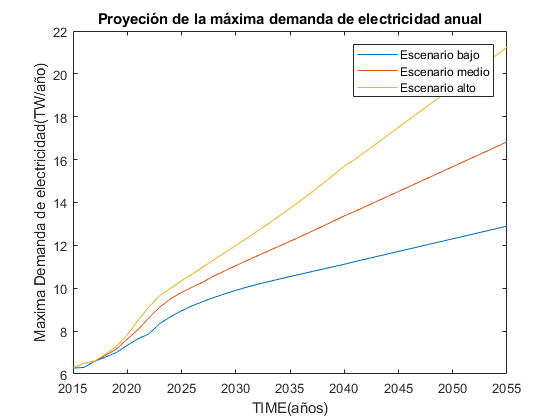 Proyeción de la máxima demanda de electricidad anual
Maxima Demanda de electricidad(TW/año)
22
20
18
16
14
12
10
8
6
Escenario bajo
Escenario medio
Escenario alto
2015 2020 2025 2030 2035 2040 2045 2050 2055
TIME(años)